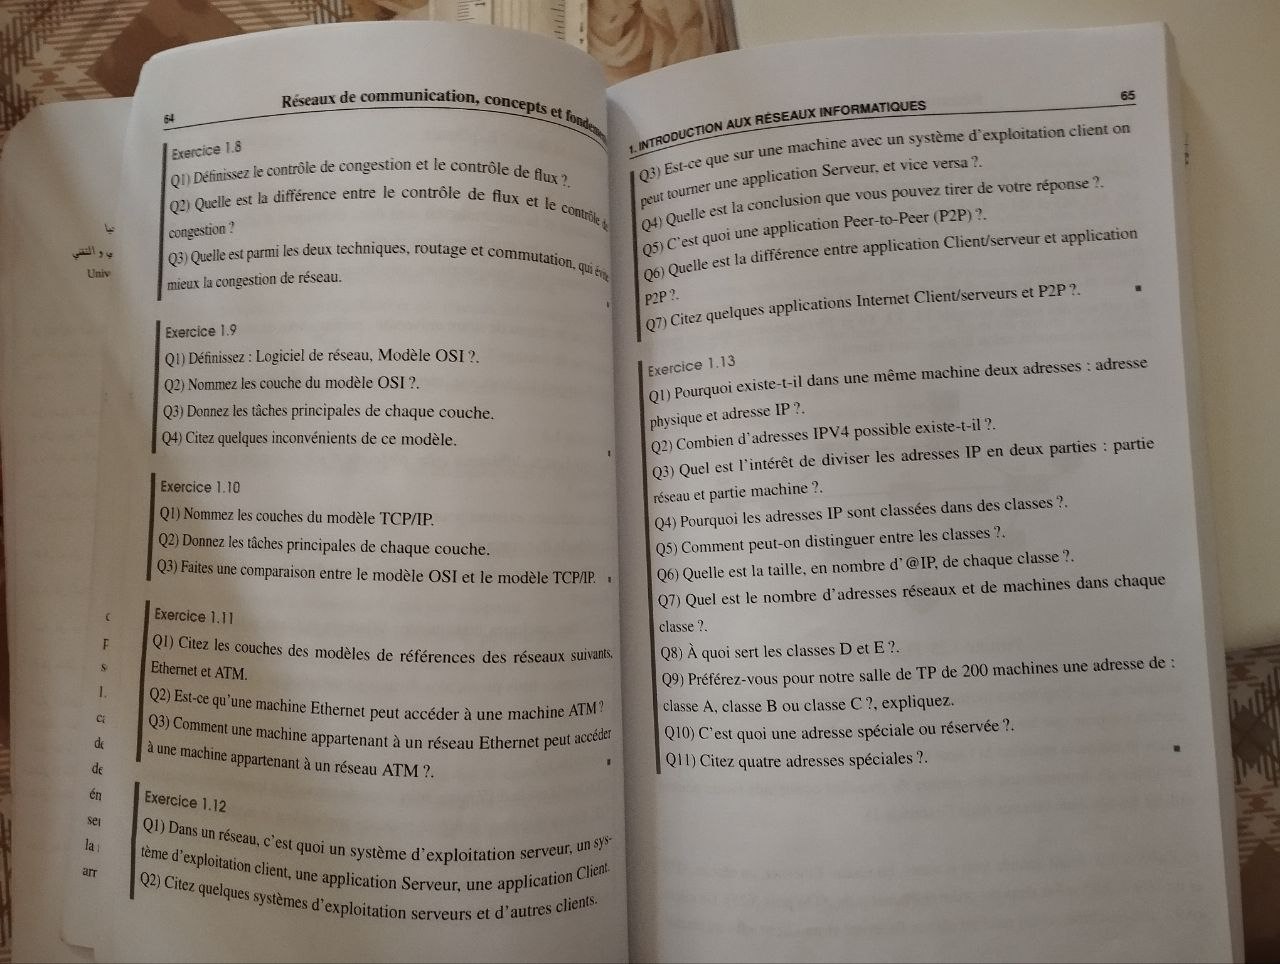 64
Réseaux de communication, concepts et fondeme
Exercice 1.8
Q1) Définissez le contrôle de congestion et le contrôle de flux ?.
Q2) Quelle est la différence entre le contrôle de flux et le contrôle de
congestion ?
Q3) Quelle est parmi les deux techniques, routage et commutation, qui évite
mieux la congestion de réseau.
Exercice 1.9
Q1) Définissez : Logiciel de réseau, Modèle OSI ?.
Q2) Nommez les couche du modèle OSI ?.
Q3) Donnez les tâches principales de chaque couche.
Q4) Citez quelques inconvénients de ce modèle.
Exercice 1.10
Q1) Nommez les couches du modèle TCP/IP.
Q2) Donnez les tâches principales de chaque couche.
Q3) Faites une comparaison entre le modèle OSI et le modèle TCP/IP.
Exercice 1.11
Q1) Citez les couches des modèles de références des réseaux suivants,
Ethernet et ATM.
Q2) Est-ce qu'une machine Ethernet peut accéder à une machine ATM ?
Q3) Comment une machine appartenant à un réseau Ethernet peut accéder
à une machine appartenant à un réseau ATM ?.
Exercice 1.12
Q1) Dans un réseau, c'est quoi un système d'exploitation serveur, un sys-
tème d'exploitation client, une application Serveur, une application Client.
Q2) Citez quelques systèmes d'exploitation serveurs et d'autres clients.
1. INTRODUCTION AUX RÉSEAUX INFORMATIQUES
65
Q3) Est-ce que sur une machine avec un système d'exploitation client on
peut tourner une application Serveur, et vice versa ?.
Q4) Quelle est la conclusion que vous pouvez tirer de votre réponse ?.
Q5) C'est quoi une application Peer-to-Peer (P2P) ?.
Q6) Quelle est la différence entre application Client/serveur et application
P2P ?.
Q7) Citez quelques applications Internet Client/serveurs et P2P ?.
Exercice 1.13
Q1) Pourquoi existe-t-il dans une même machine deux adresses : adresse
physique et adresse IP ?.
Q2) Combien d'adresses IPV4 possible existe-t-il ?.
Q3) Quel est l'intérêt de diviser les adresses IP en deux parties : partie
réseau et partie machine ?.
Q4) Pourquoi les adresses IP sont classées dans des classes ?.
Q5) Comment peut-on distinguer entre les classes ?.
Q6) Quelle est la taille, en nombre d'@IP, de chaque classe ?.
Q7) Quel est le nombre d'adresses réseaux et de machines dans chaque
classe ?.
Q8) À quoi sert les classes D et E ?.
Q9) Préférez-vous pour notre salle de TP de 200 machines une adresse de :
classe A, classe B ou classe C ?, expliquez.
Q10) C'est quoi une adresse spéciale ou réservée ?.
Q11) Citez quatre adresses spéciales ?.
Univ